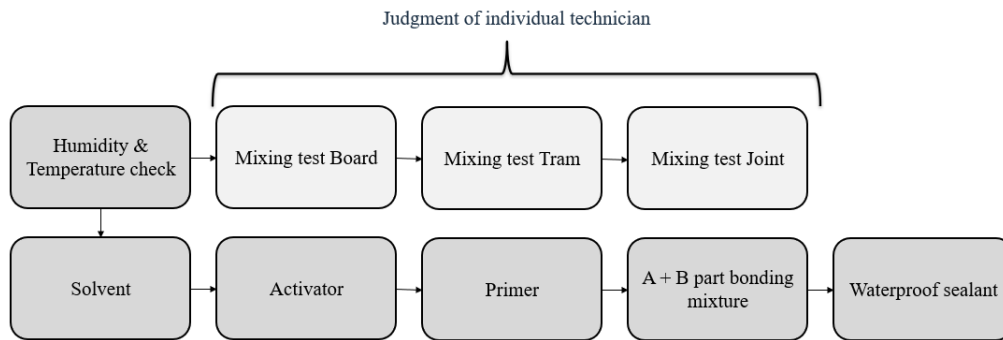 Judgment of individual technician
Humidity &
Temperature check
Mixing test Board
Mixing test Tram
Mixing test Joint
Solvent
Activator
Primer
A + B part bonding
mixture
Waterproof sealant